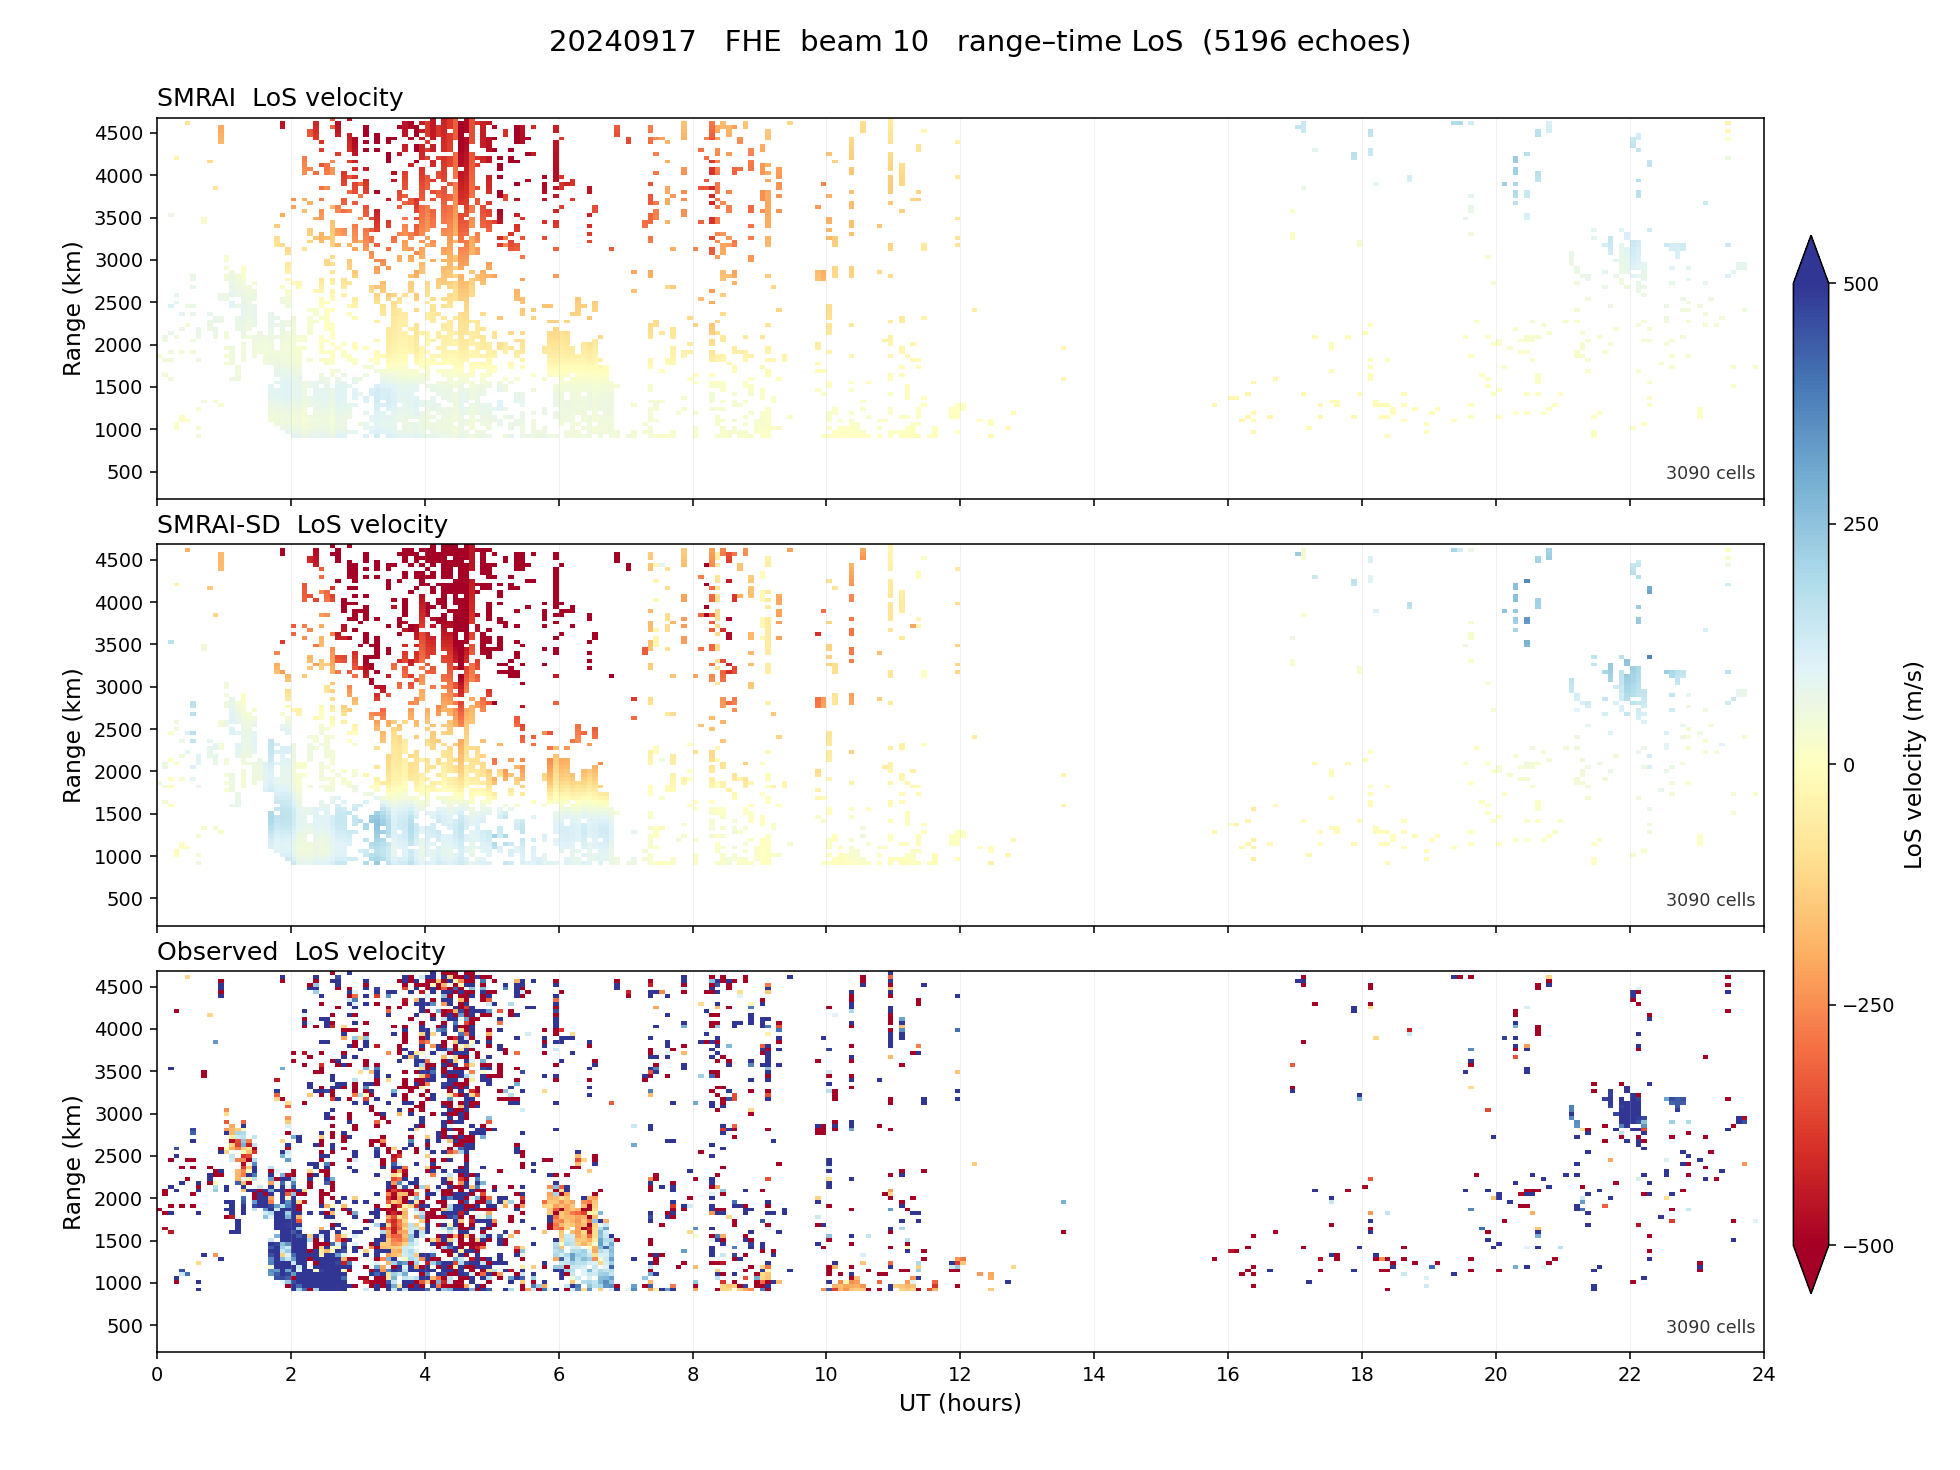 20240917   FHE  beam 10   range–time LoS  (5196 echoes)
SMRAI  LoS velocity
4500
4000
3500
3000
2500
2000
1500
1000
500
Range (km)
3090 cells
SMRAI-SD  LoS velocity
4500
4000
3500
3000
2500
2000
1500
1000
500
Range (km)
3090 cells
Observed  LoS velocity
4500
4000
3500
3000
2500
2000
1500
1000
500
Range (km)
3090 cells
0 2 4 6 8 10 12 14 16 18 20 22 24
UT (hours)
500
250
0
−250
−500
LoS velocity (m/s)